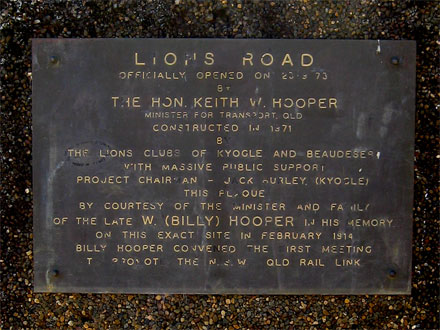 LIONS ROAD
OFFICIALLY OPENED ON
BY
THE HON. KEITH W. HOOPER
MINISTER FOR TRANSPORT, QLD
CONSTRUCTED IN 1971
BY
THE LIONS CLUBS OF KYOGLE AND BEAUDESERT
WITH MASSIVE PUBLIC SUPPORT
PROJECT CHAIRMAN - JACK HURLEY (KYOGLE)
THIS PLAQUE
BY COURTESY OF THE MINISTER AND FAMILY
OF THE LATE W. (BILLY) HOOPER IN HIS MEMORY
ON THIS EXACT SITE IN FEBRUARY 1914
BILLY HOOPER CONVENED THE FIRST MEETING
TO PROMOTE THE N.S.W. QLD RAIL LINK